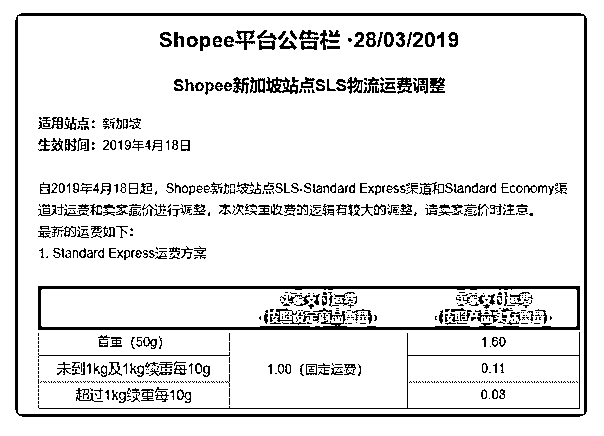 Shopee平台公告栏 ·28/03/2019
Shopee新加坡站点SLS物流运费调整
适用站点：新加坡
生效时间：2019年4月18日
自2019年4月18日起，Shopee新加坡站点SLS-Standard Express渠道和Standard Economy渠
道对运费和卖家藏价进行调整，本次续重收费的逻辑有较大的调整，请卖家藏价时注意。
最新的运费如下：
1. Standard Express运费方案
首重（50g） 1.60
未到1kg及1kg续重每10g 1.00（固定运费） 0.11
超过1kg续重每10g 0.08